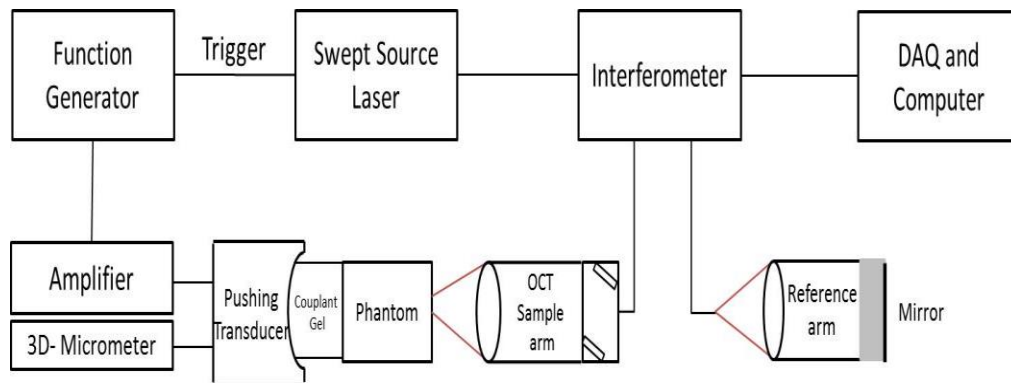 Function
Generator
Trigger
Swept Source
Laser
Interferometer
DAQ and
Computer
Amplifier
3D- Micrometer
Pushing
Transducer
Couplant
Gel
Phantom
OCT
Sample
arm
Reference
arm
Mirror